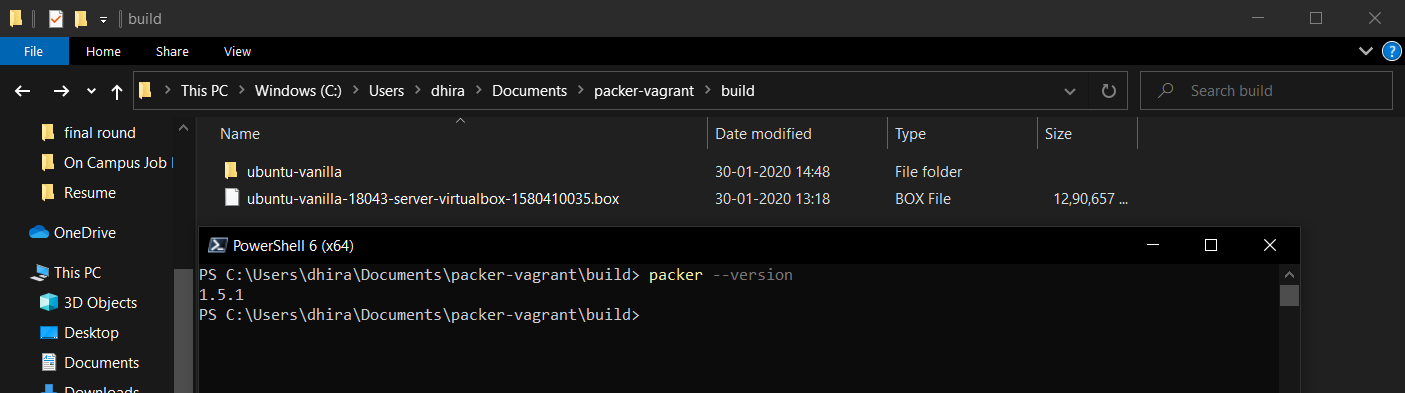 build
File Home Share View
This PC Windows (C:) Users dhira Documents packer-vagrant build Search build
final round
On Campus Job
Resume
OneDrive
This PC
3D Objects
Desktop
Documents
Downloads
Name Date modified Type Size
ubuntu-vanilla 30-01-2020 14:48 File folder
ubuntu-vanilla-18043-server-virtualbox-1580410035.box 30-01-2020 13:18 BOX File 12,90,657 ...
PowerShell 6 (x64)
PS C:\Users\dhira\Documents\packer-vagrant\build> packer --version
1.5.1
PS C:\Users\dhira\Documents\packer-vagrant\build>